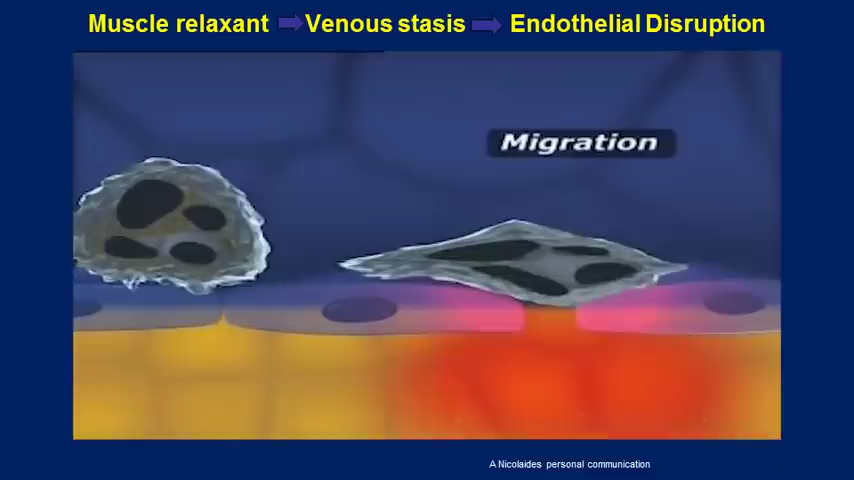 Muscle relaxant Venous stasis Endothelial Disruption
Migration
A Nicolaides personal communication